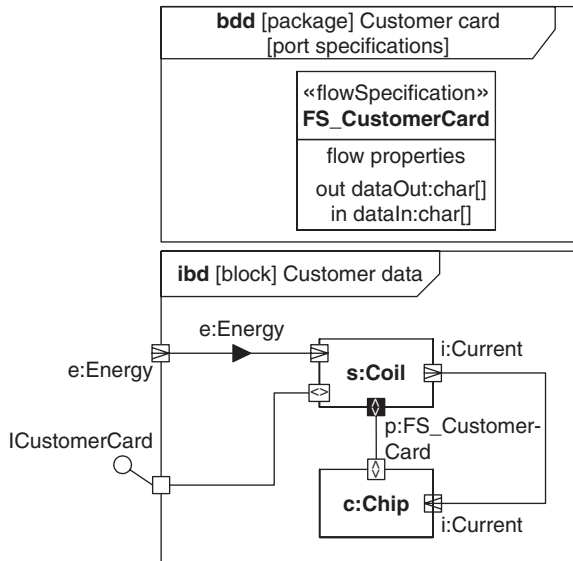 bdd [package] Customer card
[port specifications]
«flowSpecification»
FS_CustomerCard
flow properties
out dataOut:char[]
in dataIn:char[]
ibd [block] Customer data
e:Energy
e:Energy
s:Coil
i:Current
<>
p:FS_Customer-
Card
ICustomerCard
c:Chip
i:Current